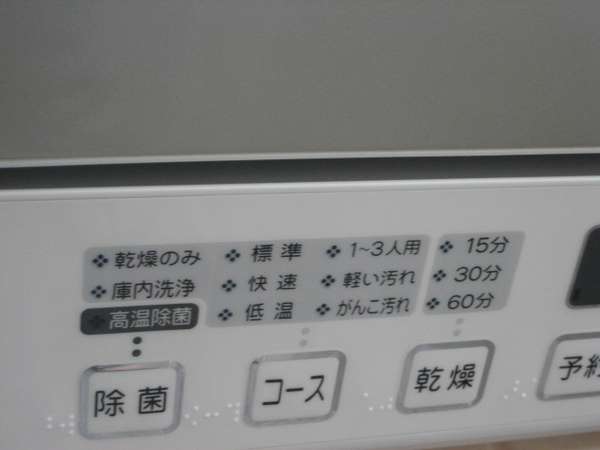 乾燥のみ 標準 1~3人用 15分
庫内洗浄 快速 軽い汚れ 30分
高温除菌 低温 がんこ汚れ 60分
除菌 コース 乾燥 予約